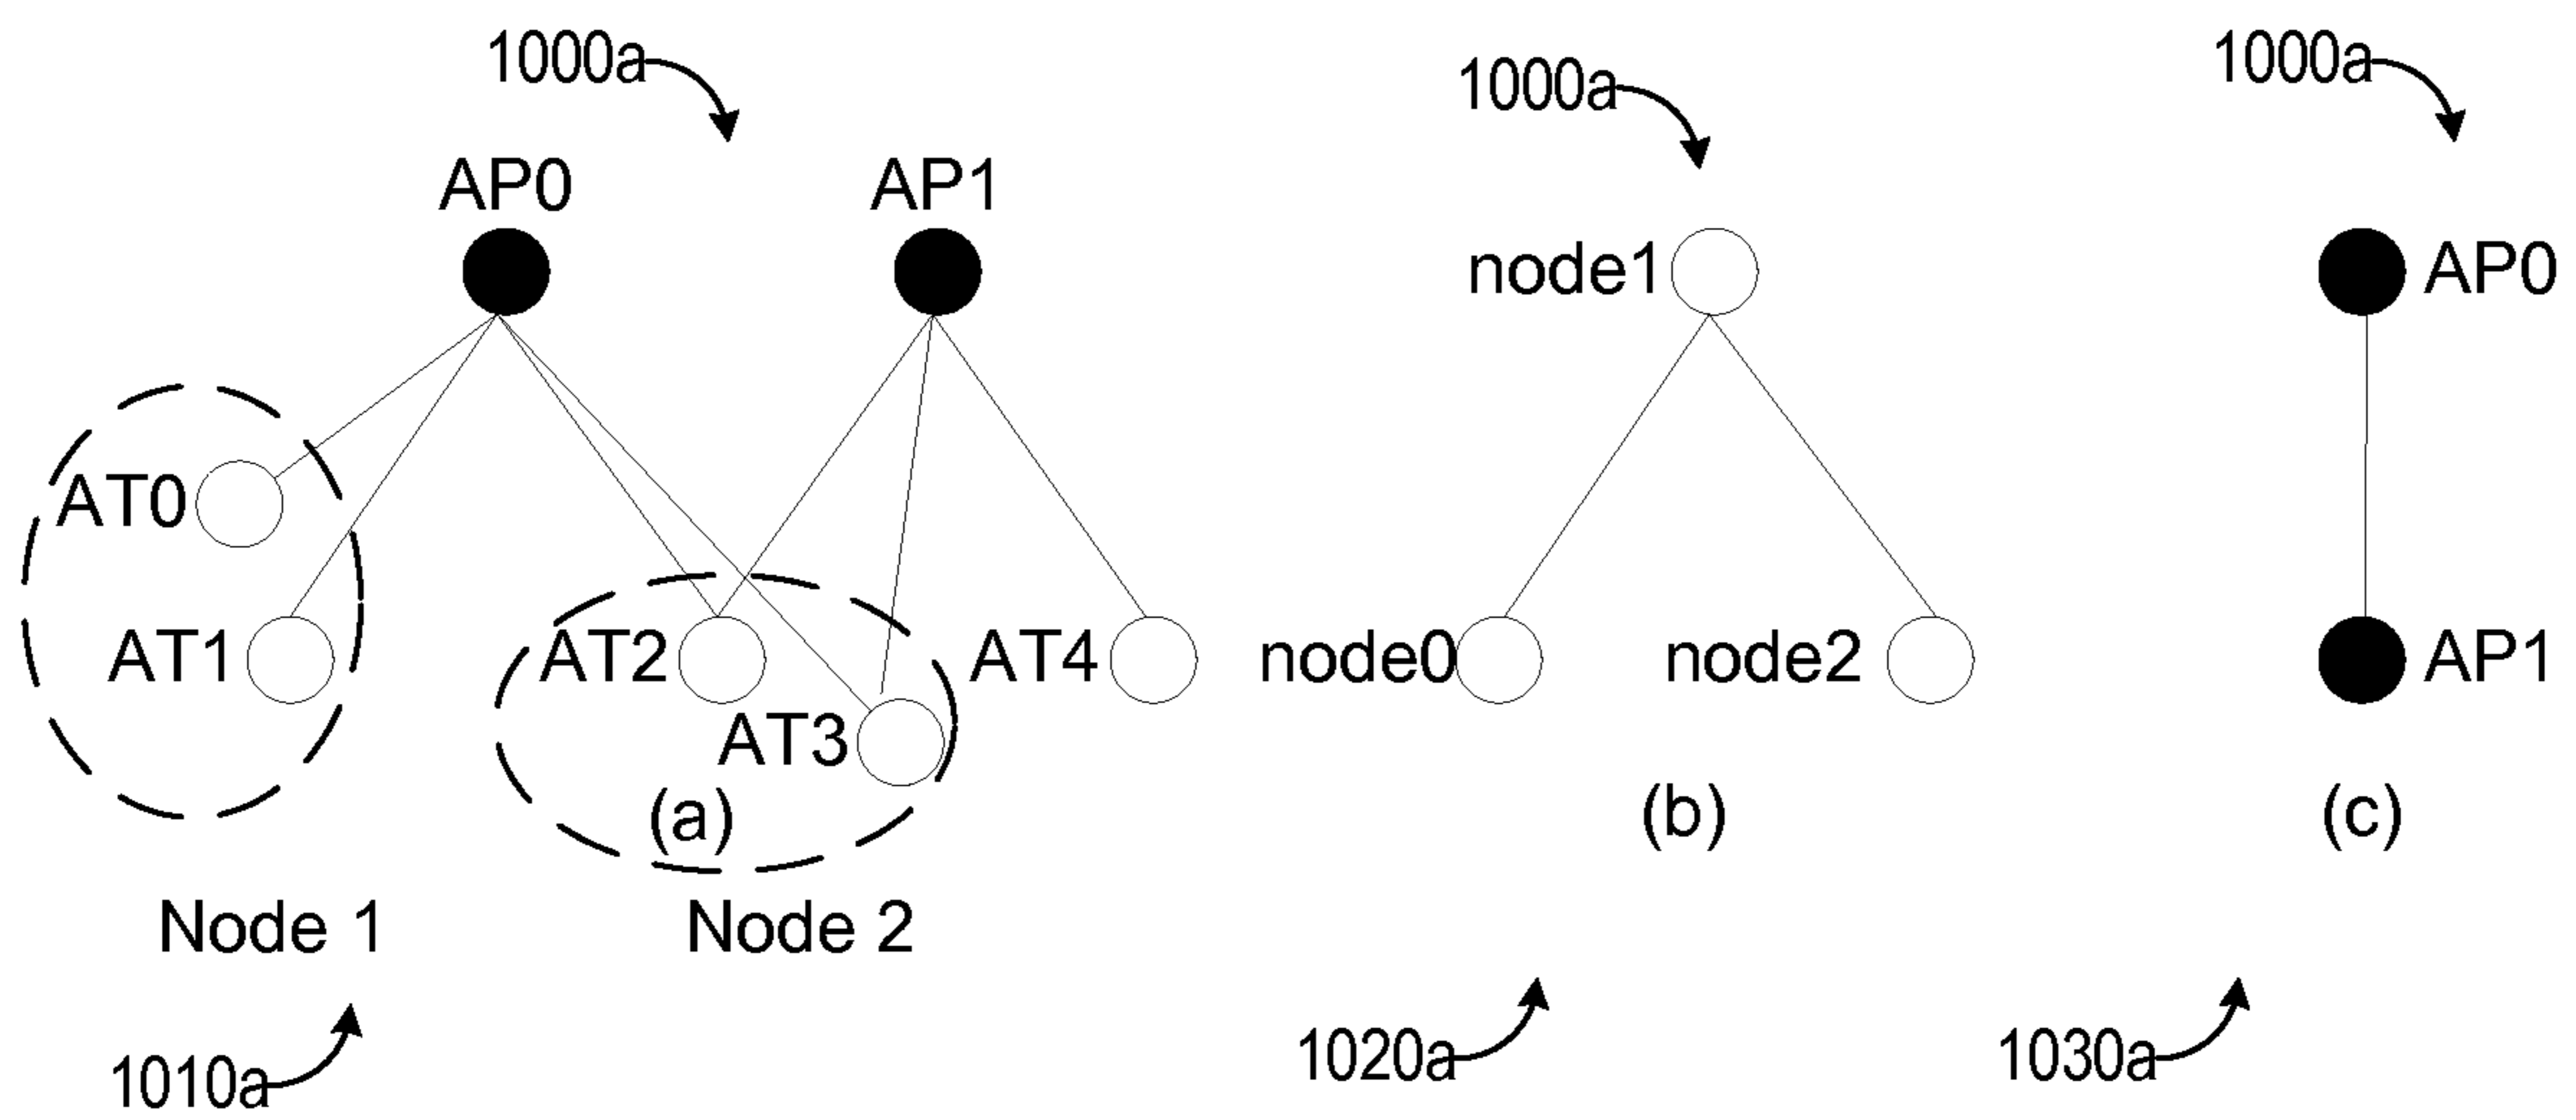 1000a
1000a
1000a
AP0
AP1
node1
AP0
AT0
AT1
AT2
AT4
node0
node2
AP1
AT3
(a)
(b)
(c)
Node 1
Node 2
1010a
1020a
1030a